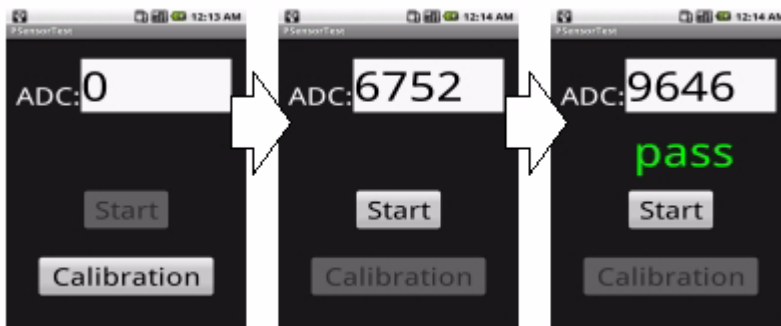 12:13 AM
PSensorTest
ADC:0
Start
Calibration
12:14 AM
PSensorTest
ADC:6752
Start
Calibration
12:14 AM
PSensorTest
ADC:9646
pass
Start
Calibration